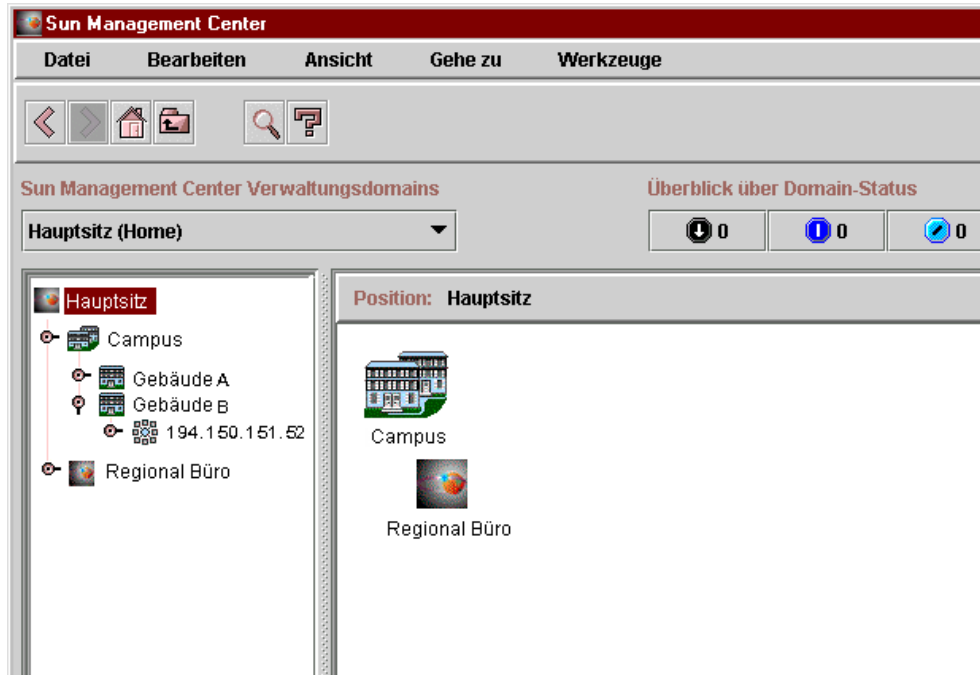 Sun Management Center
Datei Bearbeiten Ansicht Gehe zu Werkzeuge
Sun Management Center Verwaltungsdomains
Überblick über Domain-Status
Hauptsitz (Home)
0 0 0
Hauptsitz
Campus
Gebäude A
Gebäude B
194.150.151.52
Regional Büro
Position: Hauptsitz
Campus
Regional Büro